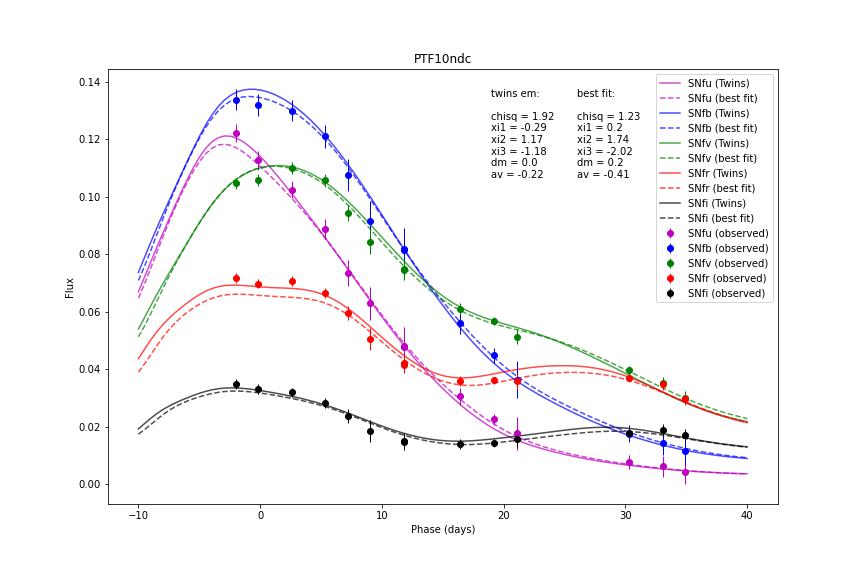 PTF10ndc
Flux
0.14
0.12
0.10
0.08
0.06
0.04
0.02
0.00
−10
0
10
20
30
40
Phase (days)
twins em:
chisq = 1.92
xi1 = -0.29
xi2 = 1.17
xi3 = -1.18
dm = 0.0
av = -0.22
best fit:
chisq = 1.23
xi1 = 0.2
xi2 = 1.74
xi3 = -2.02
dm = 0.2
av = -0.41
SNfu (Twins)
SNfu (best fit)
SNfb (Twins)
SNfb (best fit)
SNfv (Twins)
SNfv (best fit)
SNfr (Twins)
SNfr (best fit)
SNfi (Twins)
SNfi (best fit)
SNfu (observed)
SNfb (observed)
SNfv (observed)
SNfr (observed)
SNfi (observed)